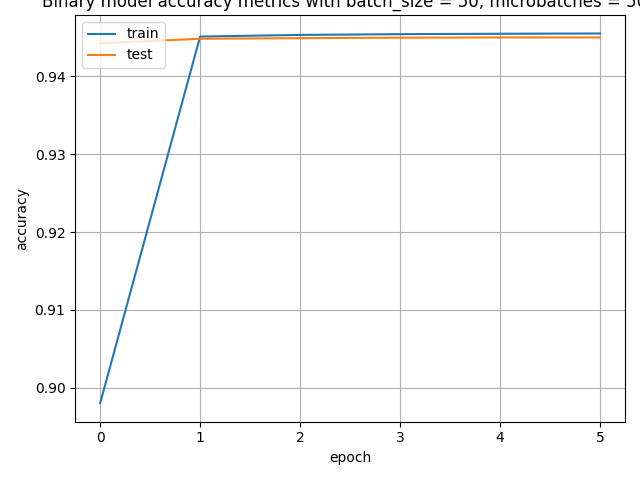 Binary model accuracy metrics with batch_size = 50, microbatches = 50
train
test
0.94
0.93
0.92
0.91
0.90
accuracy
0 1 2 3 4 5
epoch